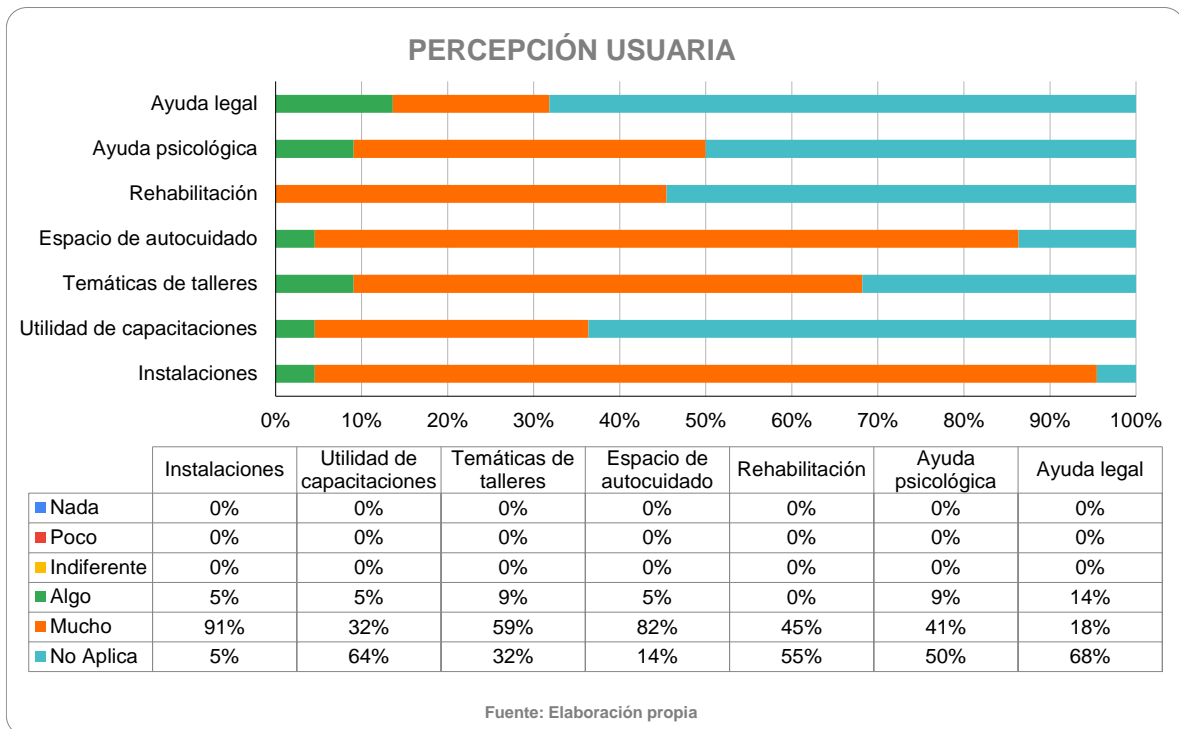 PERCEPCIÓN USUARIA
Ayuda legal
Ayuda psicológica
Rehabilitación
Espacio de autocuidado
Temáticas de talleres
Utilidad de capacitaciones
Instalaciones
0% 10% 20% 30% 40% 50% 60% 70% 80% 90% 100%
Instalaciones Utilidad de capacitaciones Temáticas de talleres Espacio de autocuidado Rehabilitación Ayuda psicológica Ayuda legal
Nada 0% 0% 0% 0% 0% 0% 0%
Poco 0% 0% 0% 0% 0% 0% 0%
Indiferente 0% 0% 0% 0% 0% 0% 0%
Algo 5% 5% 9% 5% 0% 9% 14%
Mucho 91% 32% 59% 82% 45% 41% 18%
No Aplica 5% 64% 32% 14% 55% 50% 68%
Fuente: Elaboración propia